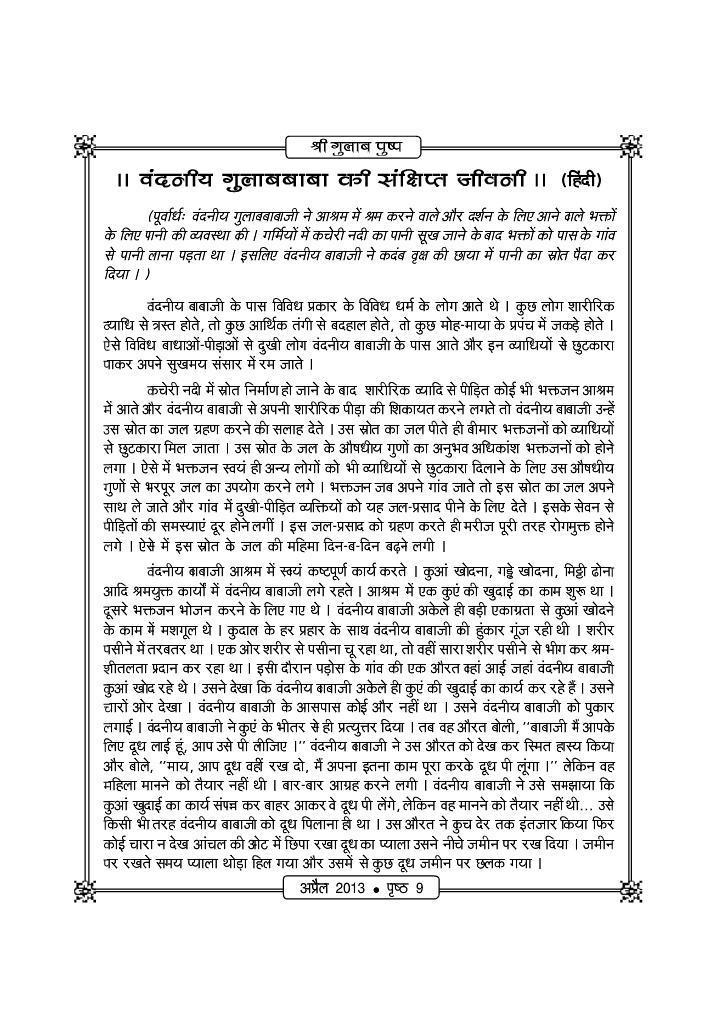 श्री गुलाब पुष्प
।। वंदनीय गुलाबबाबा की संक्षिप्त जीवनी ।। (हिंदी)
(पूर्वार्धः वंदनीय गुलाबबाबाजी ने आश्रम में श्रम करने वाले और दर्शन के लिए आने वाले भक्तों
के लिए पानी की व्यवस्था की । गर्मियों में कचेरी नदी का पानी सूख जाने के बाद भक्तों को पास के गांव
से पानी लाना पड़ता था । इसलिए वंदनीय बाबाजी ने कदंब वृक्ष की छाया में पानी का स्रोत पैदा कर
दिया । )
वंदनीय बाबाजी के पास विविध प्रकार के विविध धर्म के लोग आते थे । कुछ लोग शारीरिक
व्याधि से त्रस्त होते, तो कुछ आर्थिक तंगी से बदहाल होते, तो कुछ मोह-माया के प्रपंच में जकड़े होते ।
ऐसे विविध बाधाओं-पीड़ाओं से दुखी लोग वंदनीय बाबाजी के पास आते और इन व्याधियों से छुटकारा
पाकर अपने सुखमय संसार में रम जाते ।
कचेरी नदी में स्रोत निर्माण हो जाने के बाद शारीरिक व्यादि से पीड़ित कोई भी भक्तजन आश्रम
में आते और वंदनीय बाबाजी से अपनी शारीरिक पीड़ा की शिकायत करने लगते तो वंदनीय बाबाजी उन्हें
उस स्रोत का जल ग्रहण करने की सलाह देते । उस स्रोत का जल पीते ही बीमार भक्तजनों को व्याधियों
से छुटकारा मिल जाता । उस स्रोत के जल के औषधीय गुणों का अनुभव अधिकांश भक्तजनों को होने
लगा । ऐसे में भक्तजन स्वयं ही अन्य लोगों को भी व्याधियों से छुटकारा दिलाने के लिए उस औषधीय
गुणों से भरपूर जल का उपयोग करने लगे । भक्तजन जब अपने गांव जाते तो इस स्रोत का जल अपने
साथ ले जाते और गांव में दुखी-पीड़ित व्यक्तियों को यह जल-प्रसाद पीने के लिए देते । इसके सेवन से
पीड़ितों की समस्याएं दूर होने लगीं । इस जल-प्रसाद को ग्रहण करते ही मरीज पूरी तरह रोगमुक्त होने
लगे । ऐसे में इस स्रोत के जल की महिमा दिन-ब-दिन बढ़ने लगी ।
वंदनीय बाबाजी आश्रम में स्वयं कष्टपूर्ण कार्य करते । कुआं खोदना, गड्ढे खोदना, मिट्टी ढोना
आदि श्रमयुक्त कार्यों में वंदनीय बाबाजी लगे रहते । आश्रम में एक कुएं की खुदाई का काम शुरू था ।
दूसरे भक्तजन भोजन करने के लिए गए थे । वंदनीय बाबाजी अकेले ही बड़ी एकाग्रता से कुआं खोदने
के काम में मशगूल थे । कुदाल के हर प्रहार के साथ वंदनीय बाबाजी की हुंकार गूंज रही थी । शरीर
पसीने में तरबतर था । एक ओर शरीर से पसीना चू रहा था, तो वहीं सारा शरीर पसीने से भीग कर श्रम-
शीतलता प्रदान कर रहा था । इसी दौरान पड़ोस के गांव की एक औरत वहां आई जहां वंदनीय बाबाजी
कुआं खोद रहे थे । उसने देखा कि वंदनीय बाबाजी अकेले ही कुएं की खुदाई का कार्य कर रहे हैं । उसने
चारों ओर देखा । वंदनीय बाबाजी के आसपास कोई और नहीं था । उसने वंदनीय बाबाजी को पुकार
लगाई । वंदनीय बाबाजी ने कुएं के भीतर से ही प्रत्युत्तर दिया । तब वह औरत बोली, ‘‘बाबाजी मैं आपके
लिए दूध लाई हूं, आप उसे पी लीजिए ।’’ वंदनीय बाबाजी ने उस औरत को देख कर स्मित हास्य किया
और बोले, ‘‘माय, आप दूध वहीं रख दो, मैं अपना इतना काम पूरा करके दूध पी लूंगा ।’’ लेकिन वह
महिला मानने को तैयार नहीं थी । बार-बार आग्रह करने लगी । वंदनीय बाबाजी ने उसे समझाया कि
कुआं खुदाई का कार्य संपन्न कर बाहर आकर वे दूध पी लेंगे, लेकिन वह मानने को तैयार नहीं थी... उसे
किसी भी तरह वंदनीय बाबाजी को दूध पिलाना ही था । उस औरत ने कुच देर तक इंतजार किया फिर
कोई चारा न देख आंचल की ओट में छिपा रखा दूध का प्याला उसने नीचे जमीन पर रख दिया । जमीन
पर रखते समय प्याला थोड़ा हिल गया और उसमें से कुछ दूध जमीन पर छलक गया ।
अप्रैल 2013 ● पृष्ठ 9